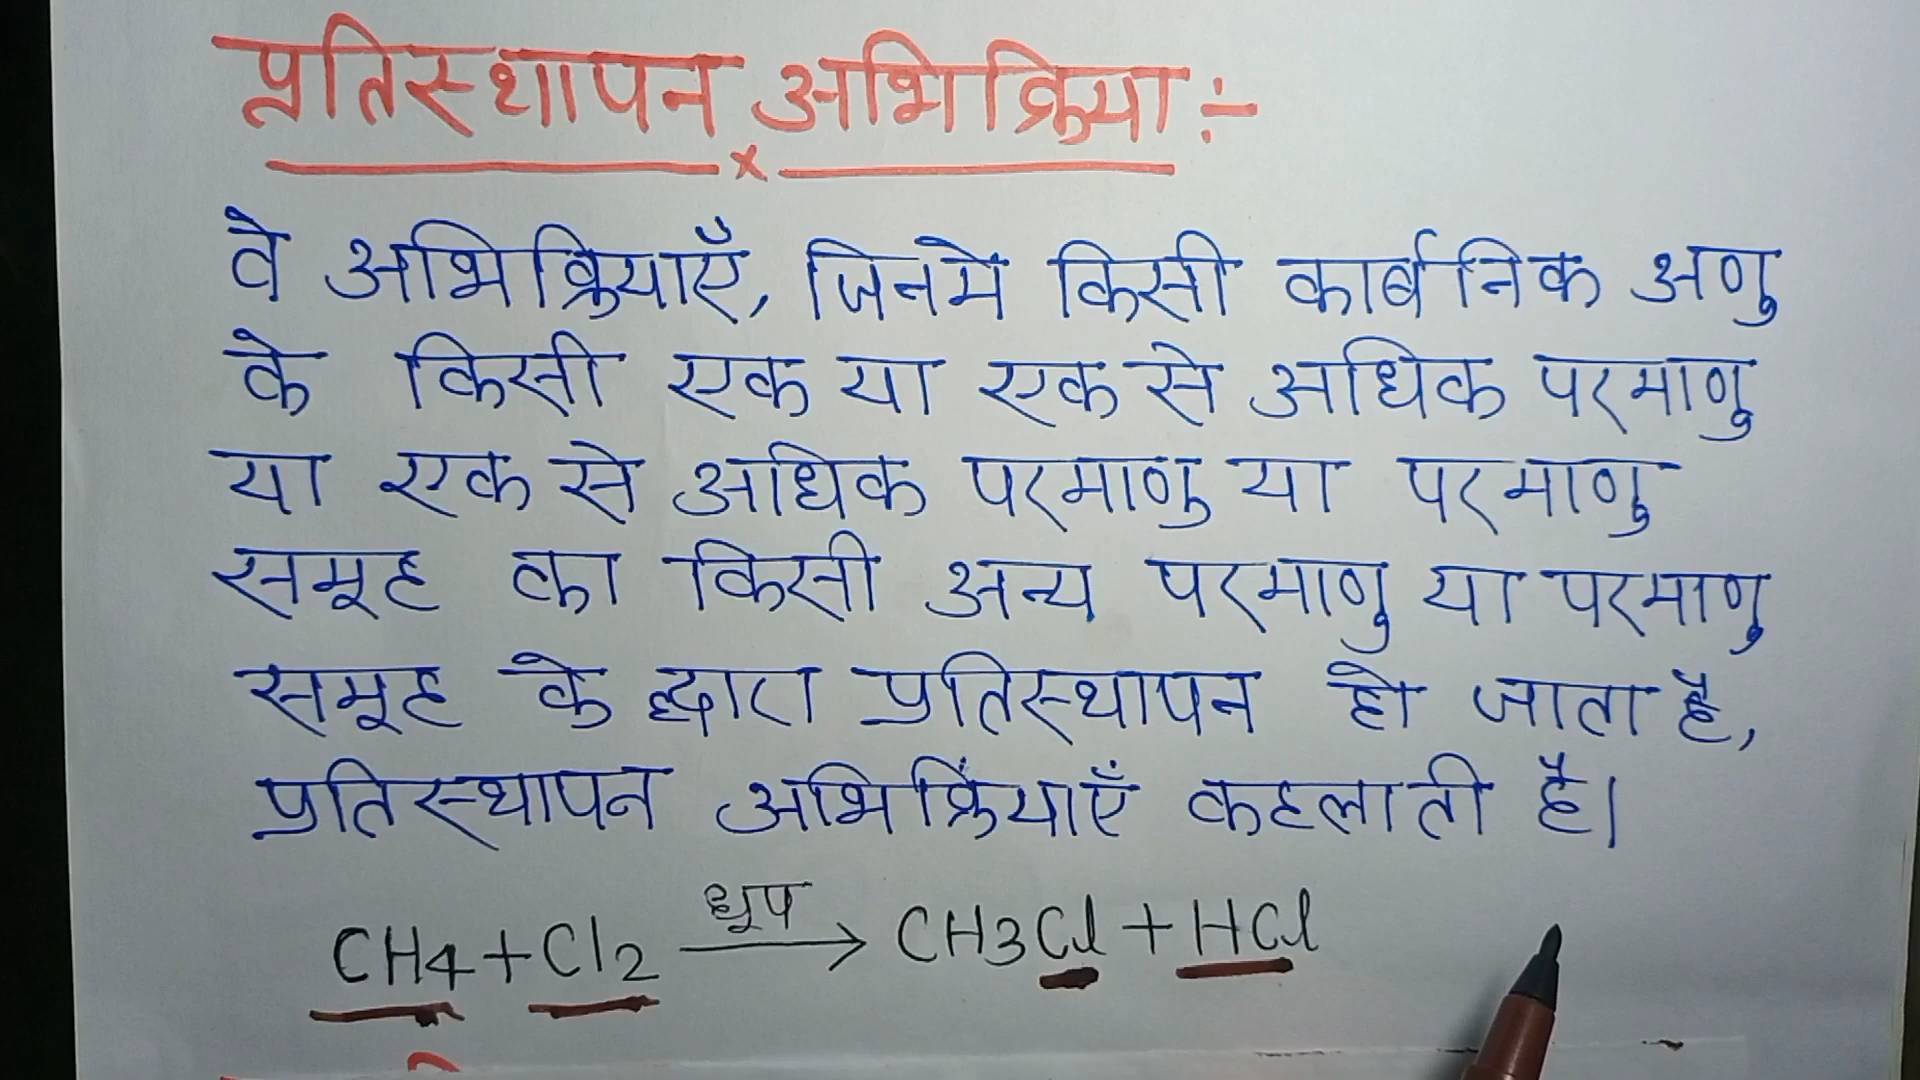 प्रतिस्थापन अभिक्रिया :-
वे अभिक्रियाएँ, जिनमे किसी कार्बनिक अणु
के किसी एक या एक से अधिक परमाणु
या एक से अधिक परमाणु या परमाणु
समूह का किसी अन्य परमाणु या परमाणु
समूह के द्वारा प्रतिस्थापन हो जाता है,
प्रतिस्थापन अभिक्रियाएँ कहलाती है।
धूप
CH4 + Cl2 → CH3Cl + HCl